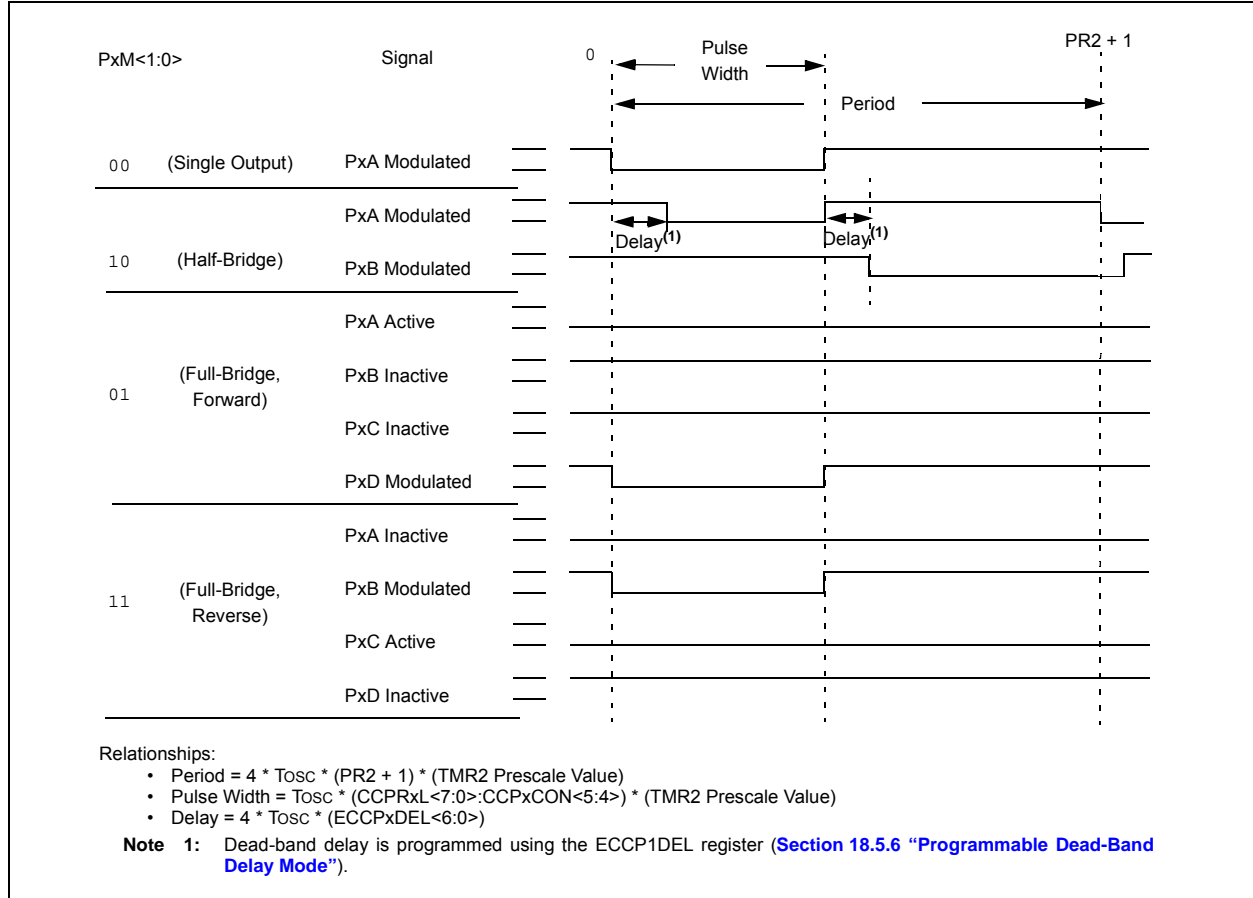 PxM<1:0>
Signal
0
Pulse
Width
PR2 + 1
Period
00 (Single Output) PxA Modulated
PxA Modulated
Delay(1) Delay(1)
10 (Half-Bridge) PxB Modulated
PxA Active
(Full-Bridge, PxB Inactive
01 Forward)
PxC Inactive
PxD Modulated
PxA Inactive
(Full-Bridge, PxB Modulated
11 Reverse)
PxC Active
PxD Inactive
Relationships:
• Period = 4 * TOSC * (PR2 + 1) * (TMR2 Prescale Value)
• Pulse Width = TOSC * (CCPRxL<7:0>:CCPxCON<5:4>) * (TMR2 Prescale Value)
• Delay = 4 * TOSC * (ECCPxDEL<6:0>)
Note 1: Dead-band delay is programmed using the ECCP1DEL register (Section 18.5.6 “Programmable Dead-Band
Delay Mode”).